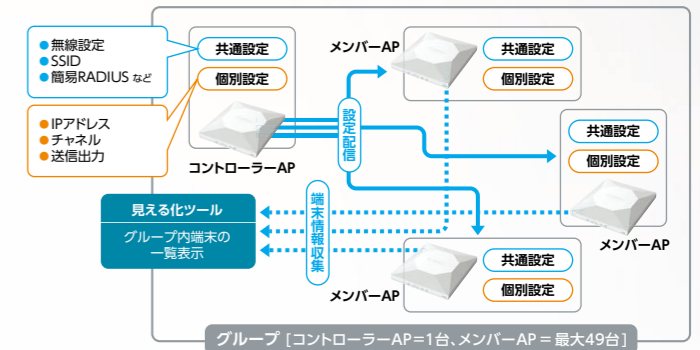 ●無線設定
●SSID
●簡易RADIUS など
●IPアドレス
●チャネル
●送信出力
共通設定
個別設定
コントローラーAP
設定配信
メンバーAP
共通設定
個別設定
共通設定
個別設定
メンバーAP
見える化ツール
グループ内端末の
一覧表示
端末情報収集
メンバーAP
共通設定
個別設定
グループ [コントローラーAP=1台、メンバーAP = 最大49台]